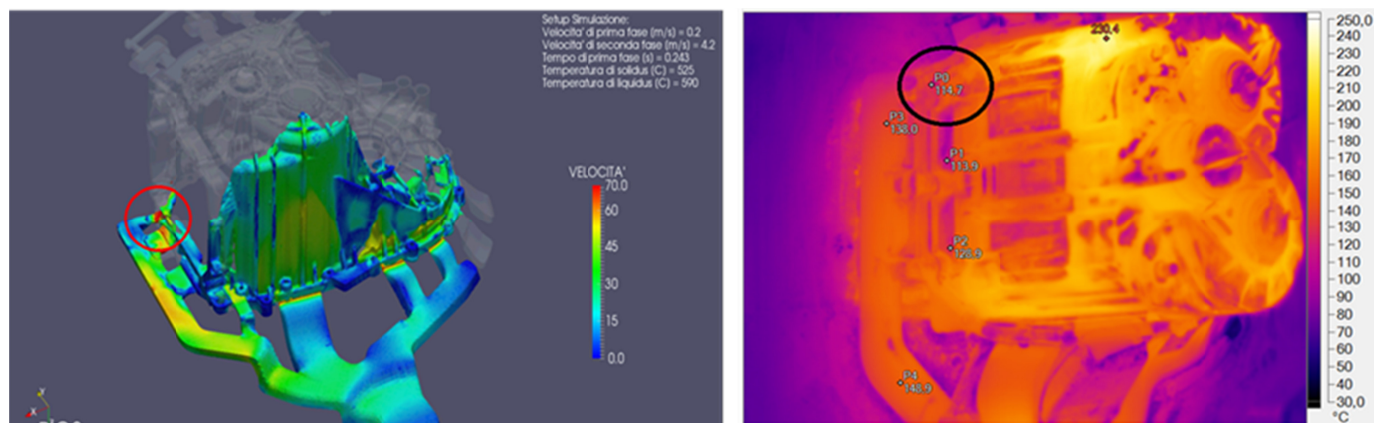 Setup Simulazione:
Velocita' di prima fase (m/s) = 0.2
Velocita' di seconda fase (m/s) = 4.2
Tempo di prima fase (s) = 0.243
Temperatura di solidus (C) = 525
Temperatura di liquidus (C) = 590
VELOCITA'
70.0
60
45
30
15
0.0
Y
X
230.4
P0
114.7
P3
138.0
P1
113.9
P2
P4
148.9
250,0
240
230
220
210
200
190
180
170
160
150
140
130
120
110
100
90
80
70
60
50
40
30,0
°C